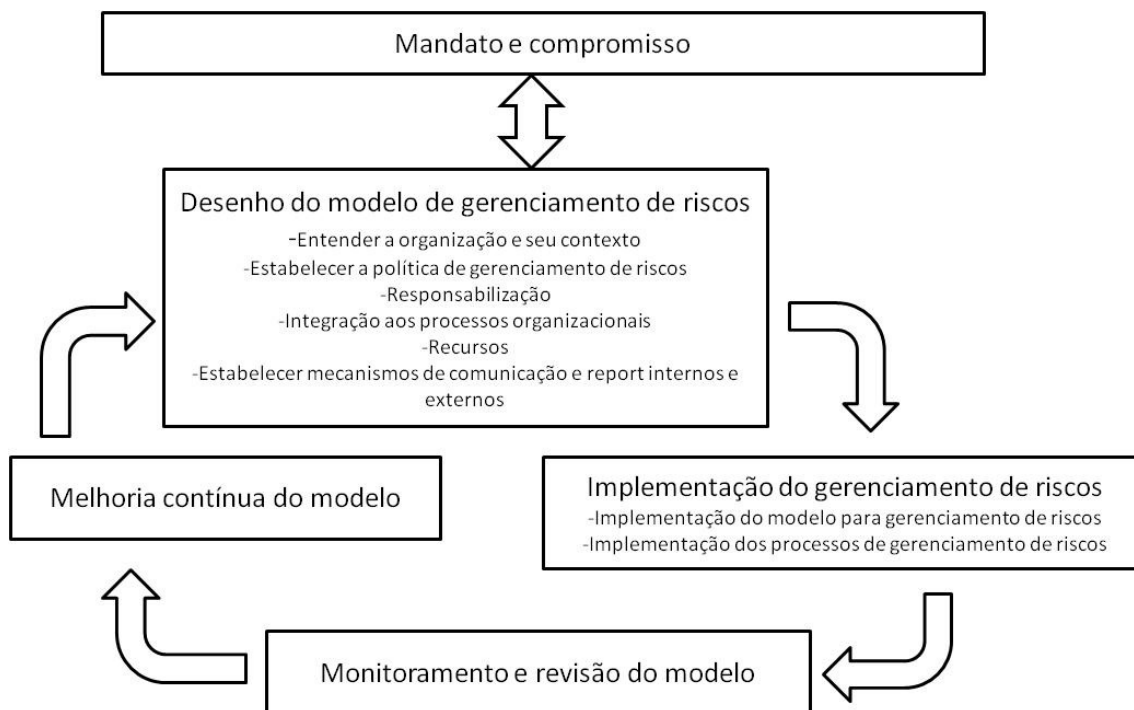 Mandato e compromisso
Desenho do modelo de gerenciamento de riscos
-Entender a organização e seu contexto
-Estabelecer a política de gerenciamento de riscos
-Responsabilização
-Integração aos processos organizacionais
-Recursos
-Estabelecer mecanismos de comunicação e report internos e
externos
Melhoria contínua do modelo
Implementação do gerenciamento de riscos
-Implementação do modelo para gerenciamento de riscos
-Implementação dos processos de gerenciamento de riscos
Monitoramento e revisão do modelo